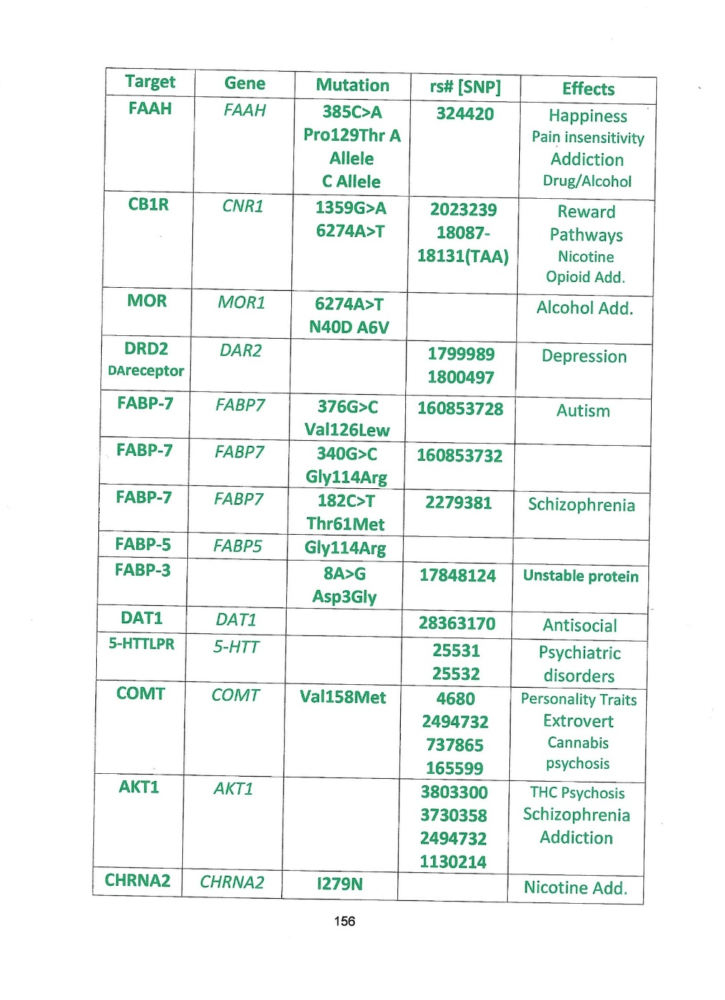 Target Gene Mutation rs# [SNP] Effects
FAAH FAAH 385C>A 324420 Happiness
Pro129Thr A Pain insensitivity
Allele Addiction
C Allele Drug/Alcohol
CB1R CNR1 1359G>A 2023239 Reward
6274A>T 18087- Pathways
18131(TAA) Nicotine
Opioid Add.
MOR MOR1 6274A>T Alcohol Add.
N40D A6V
DRD2 DAR2 1799989 Depression
DAreceptor 1800497
FABP-7 FABP7 376G>C 160853728 Autism
Val126Lew
FABP-7 FABP7 340G>C 160853732
Gly114Arg
FABP-7 FABP7 182C>T 2279381 Schizophrenia
Thr61Met
FABP-5 FABP5 Gly114Arg
FABP-3 8A>G 17848124 Unstable protein
Asp3Gly
DAT1 DAT1 28363170 Antisocial
5-HTTLPR 5-HTT 25531 Psychiatric
25532 disorders
COMT COMT Val158Met 4680 Personality Traits
2494732 Extrovert
737865 Cannabis
165599 psychosis
AKT1 AKT1 3803300 THC Psychosis
3730358 Schizophrenia
2494732 Addiction
1130214
CHRNA2 CHRNA2 I279N Nicotine Add.
156